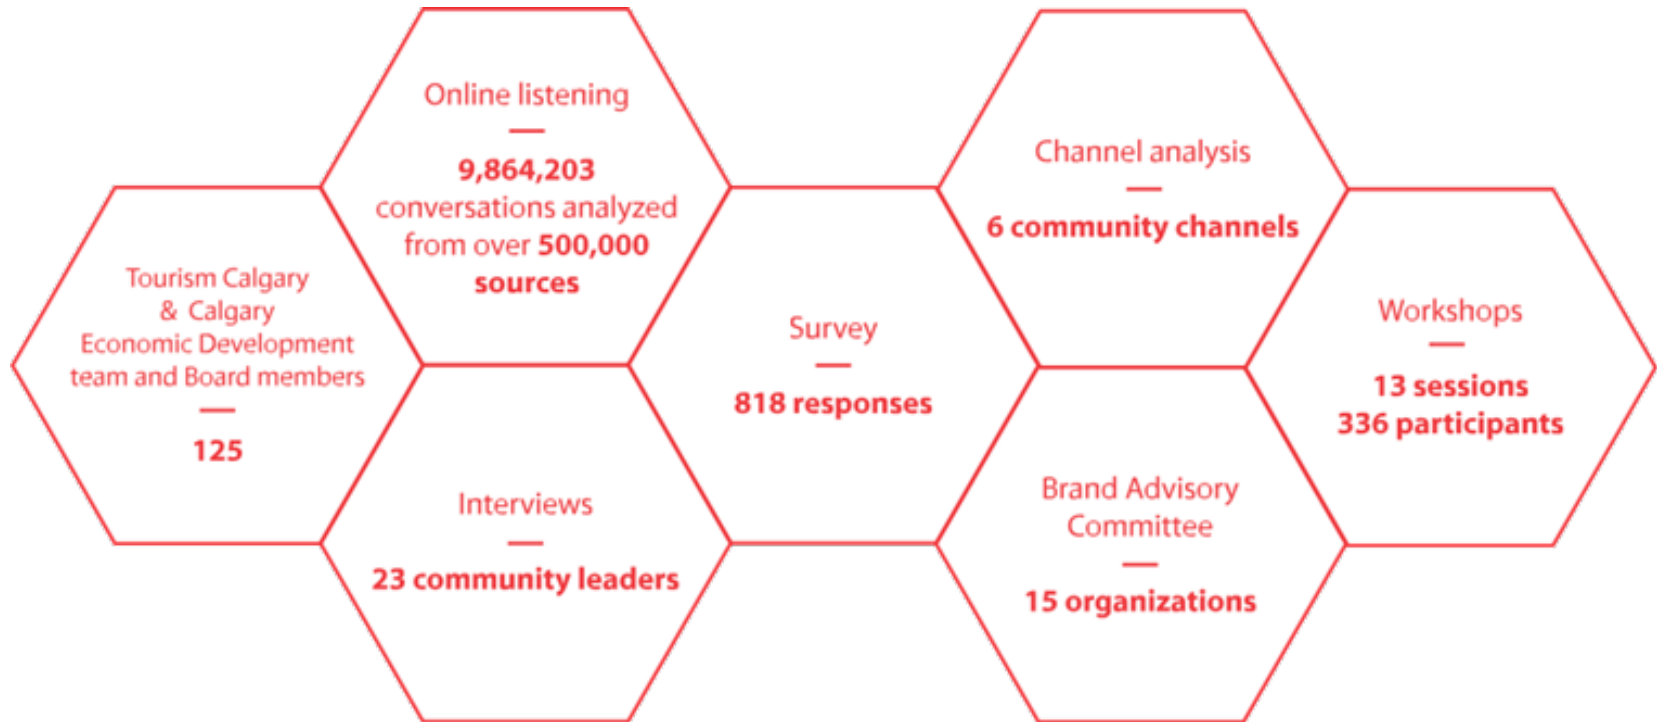 Tourism Calgary
& Calgary
Economic Development
team and Board members
125
Online listening
9,864,203
conversations analyzed
from over 500,000
sources
Interviews
23 community leaders
Survey
818 responses
Channel analysis
6 community channels
Brand Advisory
Committee
15 organizations
Workshops
13 sessions
336 participants